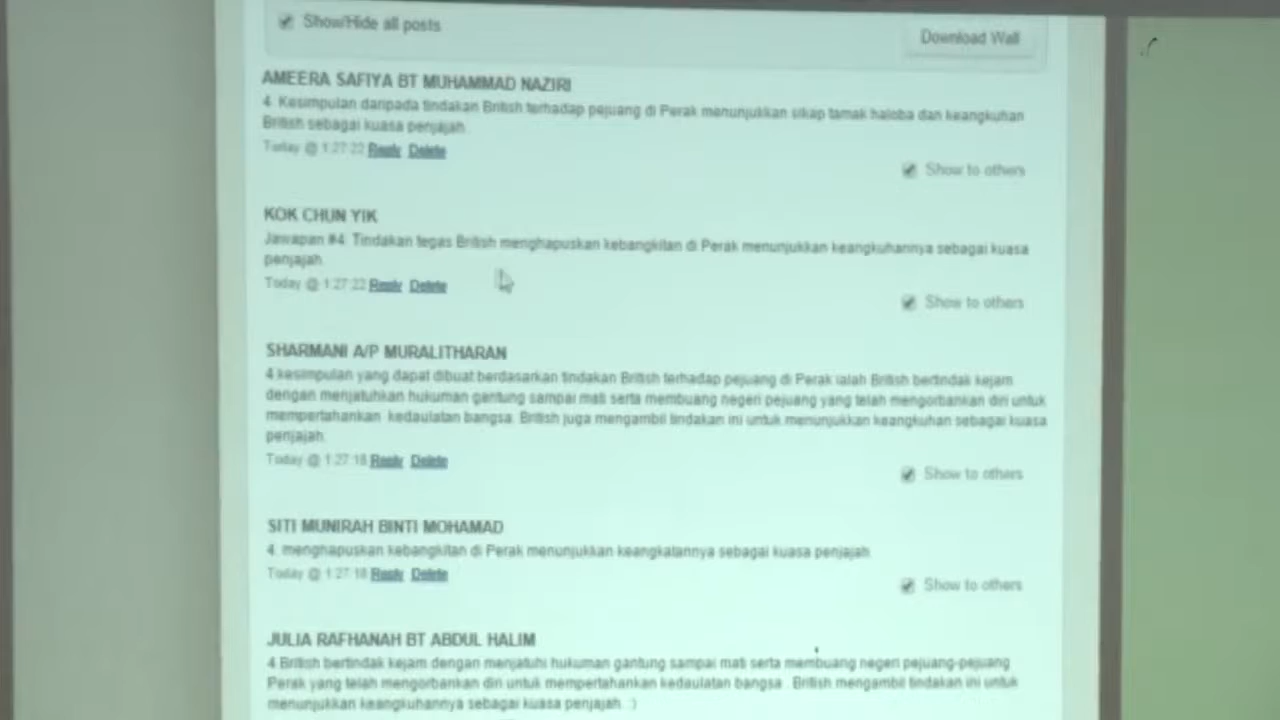 Show/Hide all posts
Download Wall
AMEERA SAFIYA BT MUHAMMAD NAZIRI
4. Kesimpulan daripada tindakan British terhadap pejuang di Perak menunjukkan sikap tamak haloba dan keangkuhan
British sebagai kuasa penjajah.
Today @ 1:27:22 Reply Delete
Show to others
KOK CHUN YIK
Jawapan #4: Tindakan tegas British menghapuskan kebangkitan di Perak menunjukkan keangkuhannya sebagai kuasa
penjajah.
Today @ 1:27:22 Reply Delete
Show to others
SHARMANI A/P MURALITHARAN
4.kesimpulan yang dapat dibuat berdasarkan tindakan British terhadap pejuang di Perak ialah British bertindak kejam
dengan menjatuhkan hukuman gantung sampai mati serta membuang negeri pejuang yang telah mengorbankan diri untuk
mempertahankan kedaulatan bangsa. British juga mengambil tindakan ini untuk menunjukkan keangkuhan sebagai kuasa
penjajah.
Today @ 1:27:18 Reply Delete
Show to others
SITI MUNIRAH BINTI MOHAMAD
4. menghapuskan kebangkitan di Perak menunjukkan keangkalannya sebagai kuasa penjajah
Today @ 1:27:18 Reply Delete
Show to others
JULIA RAFHANAH BT ABDUL HALIM
4.British bertindak kejam dengan menjatuhi hukuman gantung sampai mati serta membuang negeri pejuang-pejuang
Perak yang telah mengorbankan diri untuk mempertahankan kedaulatan bangsa . British mengambil tindakan ini untuk
menunjukkan keangkuhannya sebagai kuasa penjajah. :)